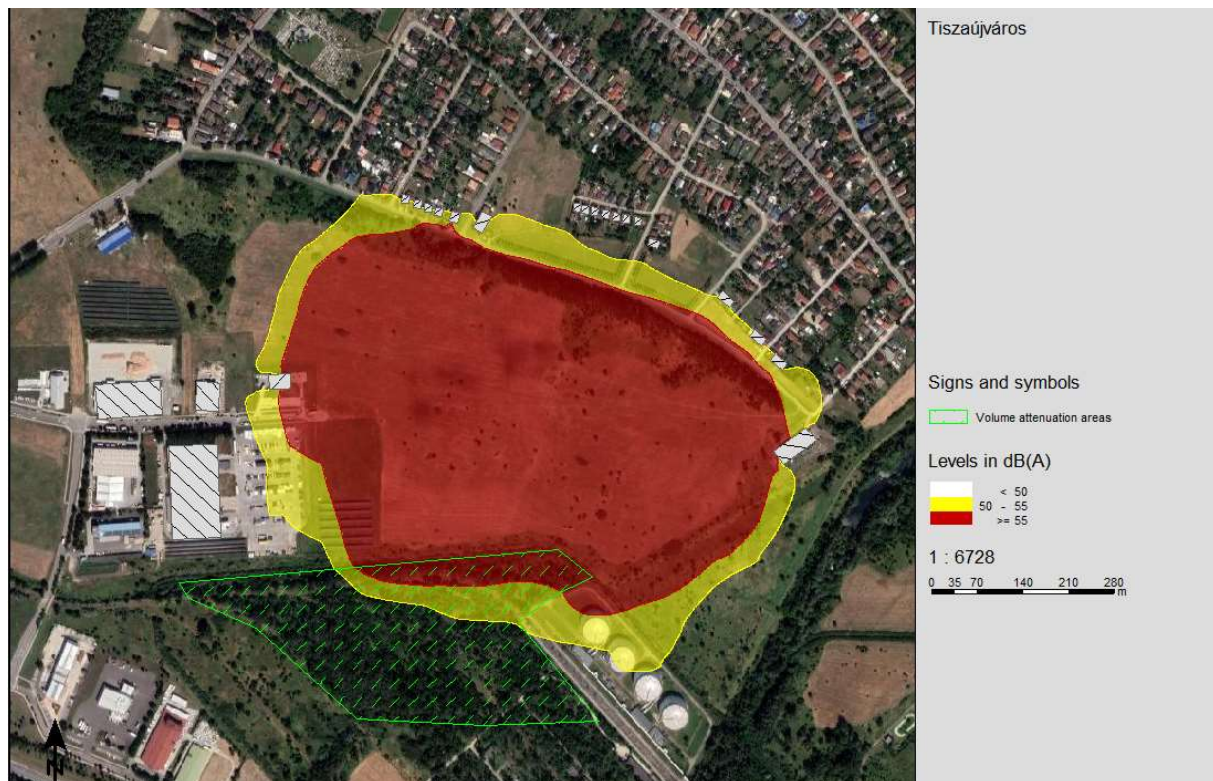 Tiszaújváros
Signs and symbols
Volume attenuation areas
Levels in dB(A)
< 50
50 - 55
>= 55
1 : 6728
0 35 70 140 210 280
m